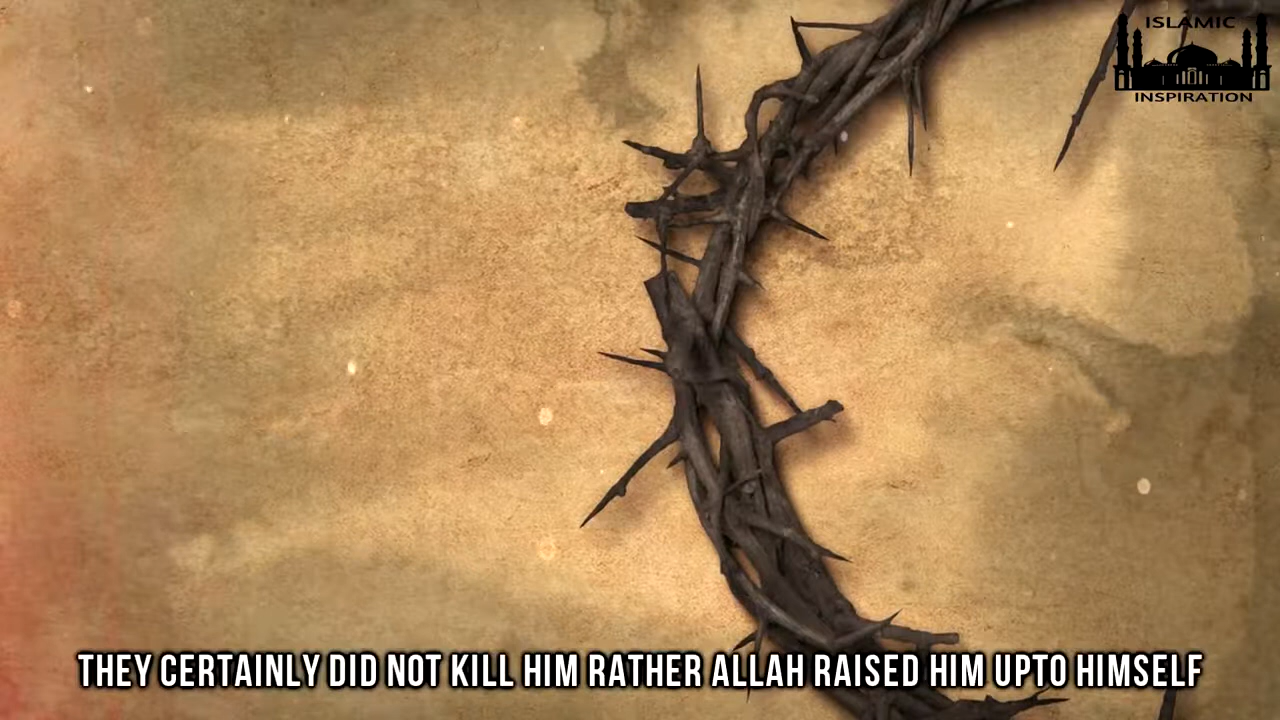 ISLAMIC
INSPIRATION
THEY CERTAINLY DID NOT KILL HIM RATHER ALLAH RAISED HIM UPTO HIMSELF